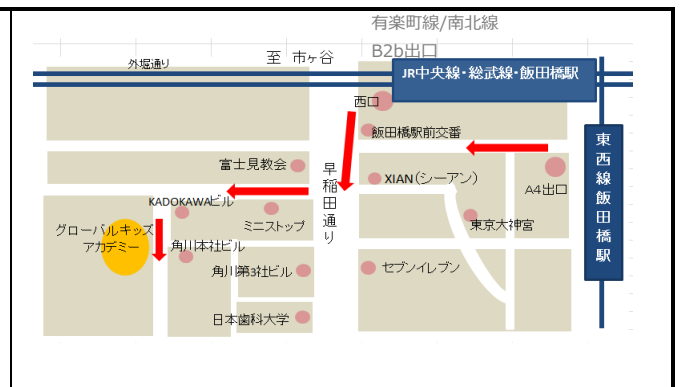 有楽町線/南北線
B2b出口
外堀通り
至 市ヶ谷
JR中央線・総武線・飯田橋駅
西口
飯田橋駅前交番
東西線飯田橋駅
富士見教会
早稲田通り
XIAN(シーアン)
A4出口
KADOKAWAビル
ミニストップ
東京大神宮
グローバルキッズ
アカデミー
角川本社ビル
角川第3社ビル
セブンイレブン
日本歯科大学